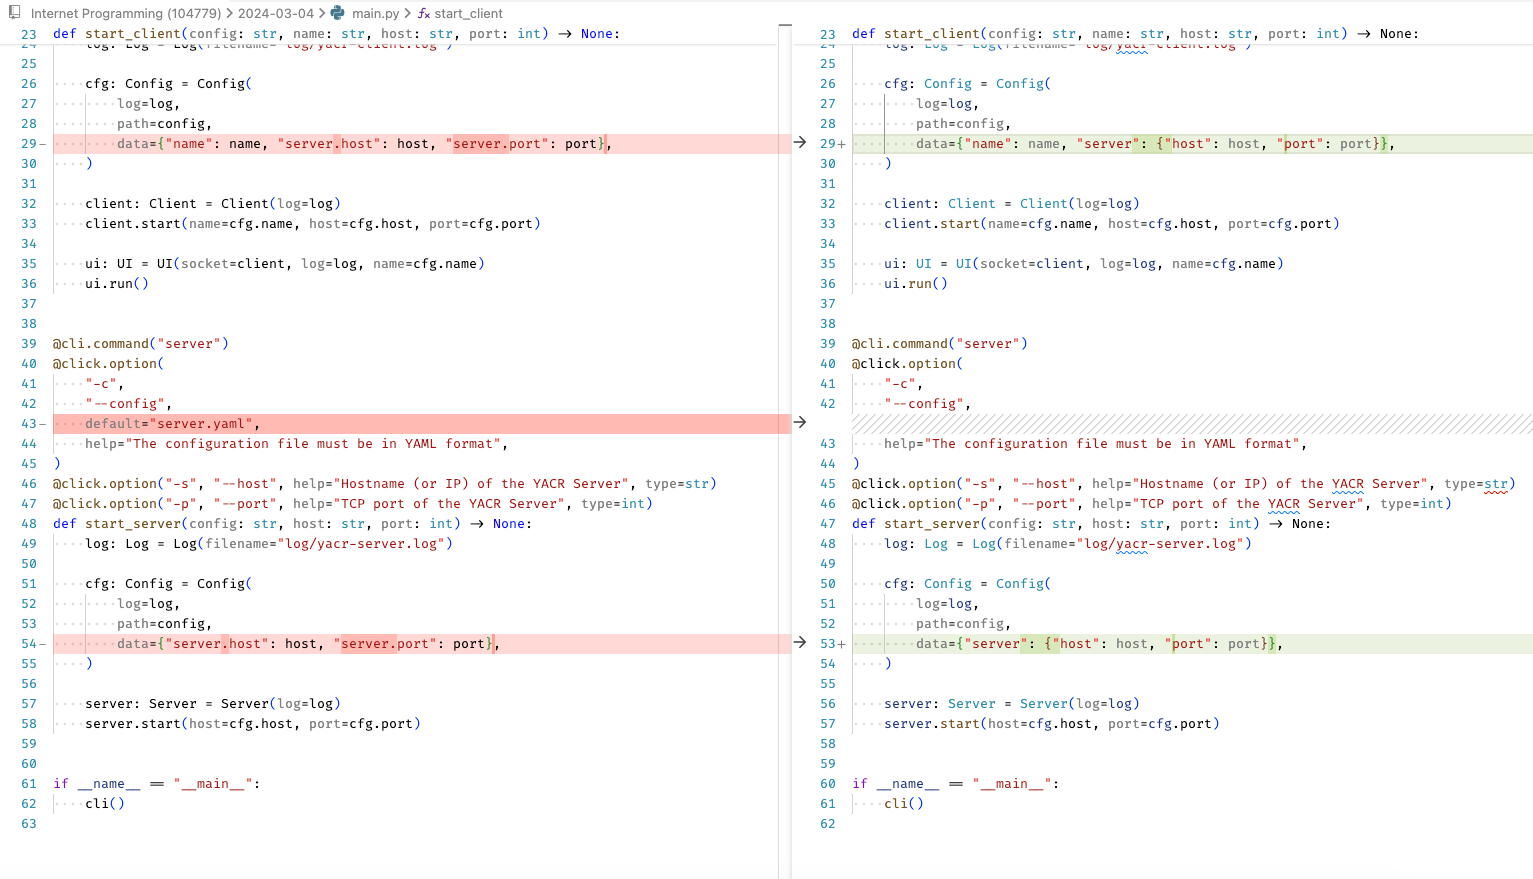 Internet Programming (104779) > 2024-03-04 > main.py > start_client
23 def start_client(config: str, name: str, host: str, port: int) → None:
24 log: Log = Log(filename="log/yacr-client.log")
25
26 cfg: Config = Config(
27 log=log,
28 path=config,
29− data={"name": name, "server.host": host, "server.port": port},
30 )
31
32 client: Client = Client(log=log)
33 client.start(name=cfg.name, host=cfg.host, port=cfg.port)
34
35 ui: UI = UI(socket=client, log=log, name=cfg.name)
36 ui.run()
37
38
39 @cli.command("server")
40 @click.option(
41 "-c",
42 "--config",
43− default="server.yaml",
44 help="The configuration file must be in YAML format",
45 )
46 @click.option("-s", "--host", help="Hostname (or IP) of the YACR Server", type=str)
47 @click.option("-p", "--port", help="TCP port of the YACR Server", type=int)
48 def start_server(config: str, host: str, port: int) → None:
49 log: Log = Log(filename="log/yacr-server.log")
50
51 cfg: Config = Config(
52 log=log,
53 path=config,
54− data={"server.host": host, "server.port": port},
55 )
56
57 server: Server = Server(log=log)
58 server.start(host=cfg.host, port=cfg.port)
59
60
61 if __name__ == "__main__":
62 cli()
63
23 def start_client(config: str, name: str, host: str, port: int) → None:
24 log: Log = Log(filename="log/yacr-client.log")
25
26 cfg: Config = Config(
27 log=log,
28 path=config,
29+ data={"name": name, "server": {"host": host, "port": port}},
30 )
31
32 client: Client = Client(log=log)
33 client.start(name=cfg.name, host=cfg.host, port=cfg.port)
34
35 ui: UI = UI(socket=client, log=log, name=cfg.name)
36 ui.run()
37
38
39 @cli.command("server")
40 @click.option(
41 "-c",
42 "--config",
43 help="The configuration file must be in YAML format",
44 )
45 @click.option("-s", "--host", help="Hostname (or IP) of the YACR Server", type=str)
46 @click.option("-p", "--port", help="TCP port of the YACR Server", type=int)
47 def start_server(config: str, host: str, port: int) → None:
48 log: Log = Log(filename="log/yacr-server.log")
49
50 cfg: Config = Config(
51 log=log,
52 path=config,
53+ data={"server": {"host": host, "port": port}},
54 )
55
56 server: Server = Server(log=log)
57 server.start(host=cfg.host, port=cfg.port)
58
59
60 if __name__ == "__main__":
61 cli()
62